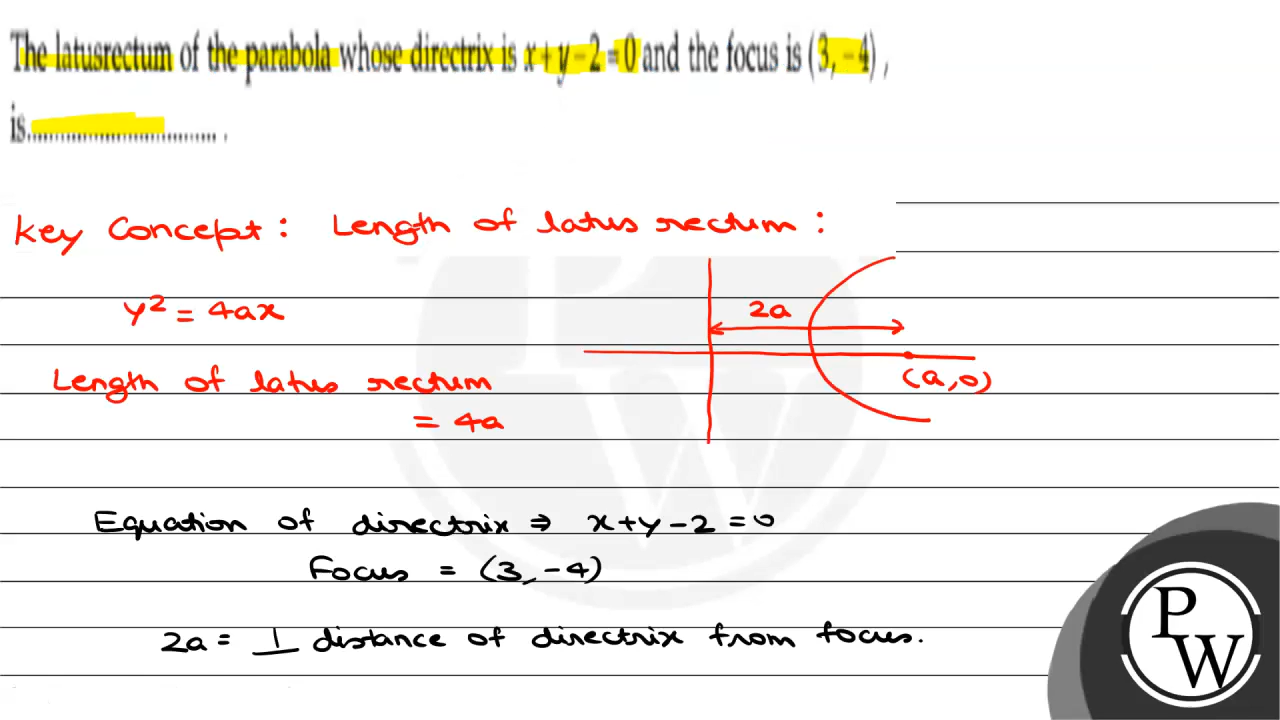 The latusrectum of the parabola whose directrix is x + y − 2 = 0 and the focus is (3, −4) ,
is................................. .
Key Concept : Length of latus rectum :
y² = 4ax
2a
Length of latus rectum
(a, 0)
= 4a
Equation of directrix ⇒ x + y − 2 = 0
Focus = (3, −4)
2a = ⊥ distance of directrix from focus.
P
W